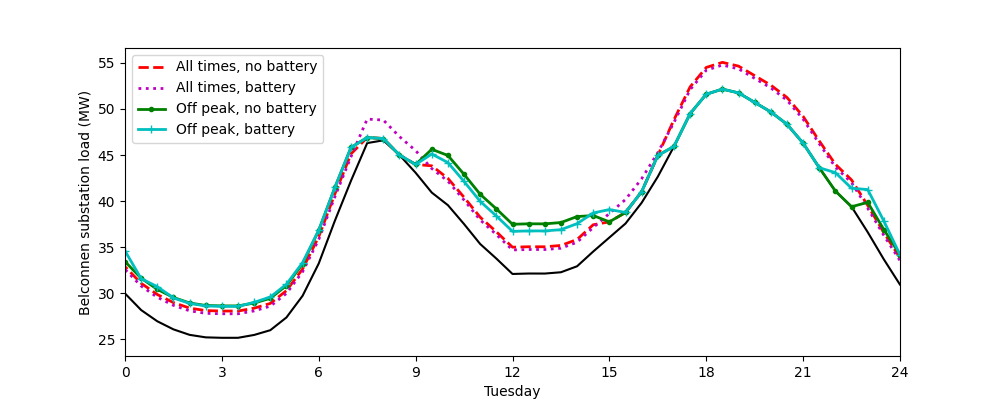 All times, no battery
All times, battery
Off peak, no battery
Off peak, battery
Belconnen substation load (MW)
55
50
45
40
35
30
25
0 3 6 9 12 15 18 21 24
Tuesday